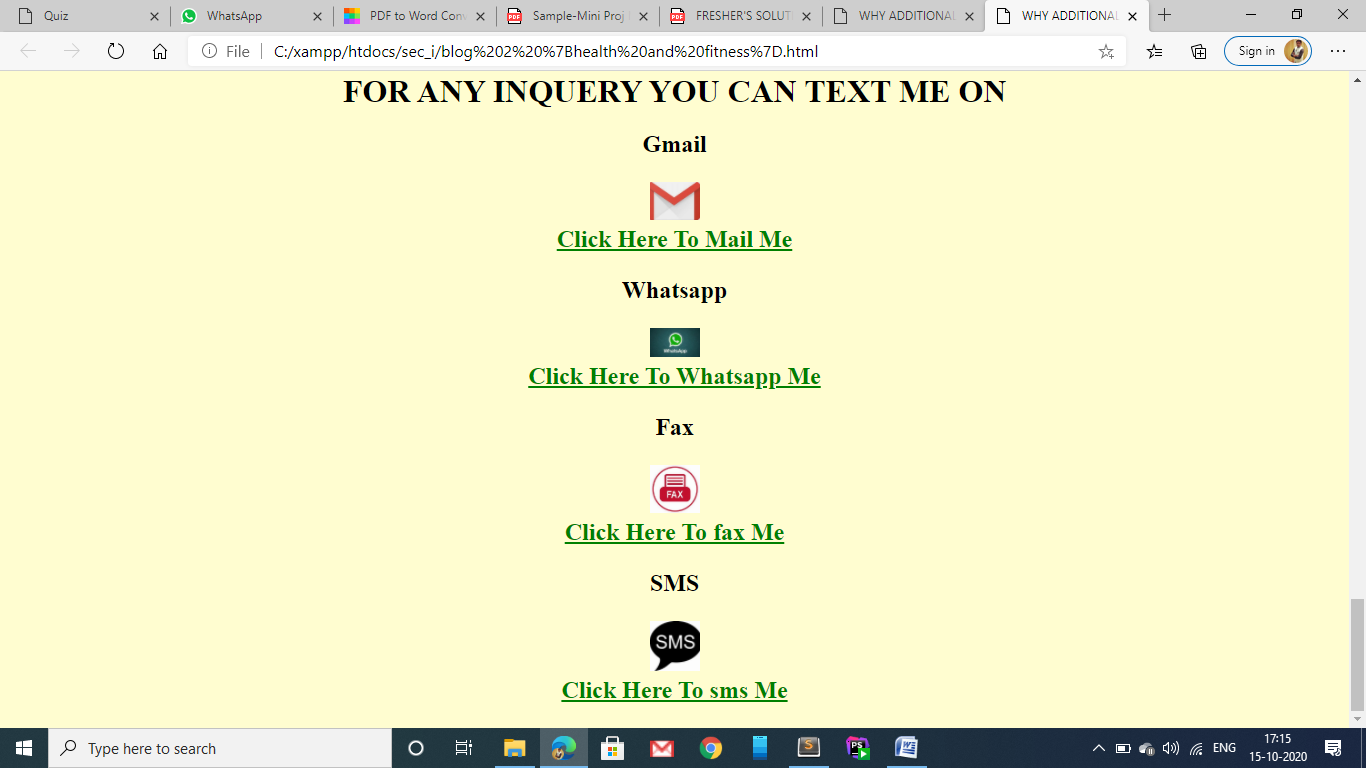 Quiz
WhatsApp
PDF to Word Conv
Sample-Mini Proj
FRESHER'S SOLUTI
WHY ADDITIONAL
WHY ADDITIONAL
File
C:/xampp/htdocs/sec_i/blog%202%20%7Bhealth%20and%20fitness%7D.html
Sign in
FOR ANY INQUERY YOU CAN TEXT ME ON
Gmail
Click Here To Mail Me
Whatsapp
WhatsApp
Click Here To Whatsapp Me
Fax
FAX
Click Here To fax Me
SMS
SMS
Click Here To sms Me
Type here to search
ENG
17:15
15-10-2020